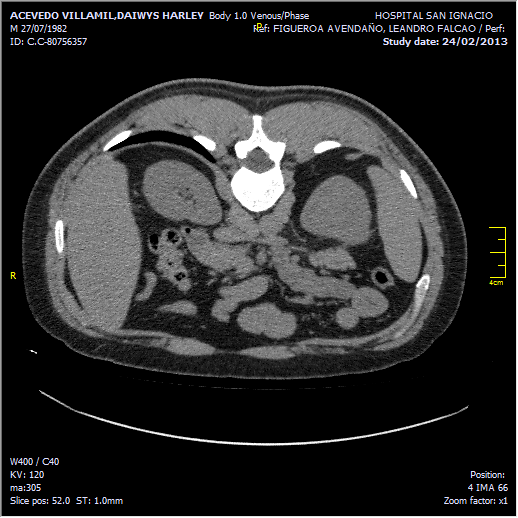 ACEVEDO VILLAMIL,DAIWYS HARLEY Body 1.0 Venous/Phase
HOSPITAL SAN IGNACIO
M 27/07/1982
Ref: FIGUEROA AVENDAÑO, LEANDRO FALCAO / Perf:
ID: C.C-80756357
Study date: 24/02/2013
P
R
4cm
W400 / C40
KV: 120
ma:305
Slice pos: 52.0 ST: 1.0mm
Position:
4 IMA 66
Zoom factor: x1